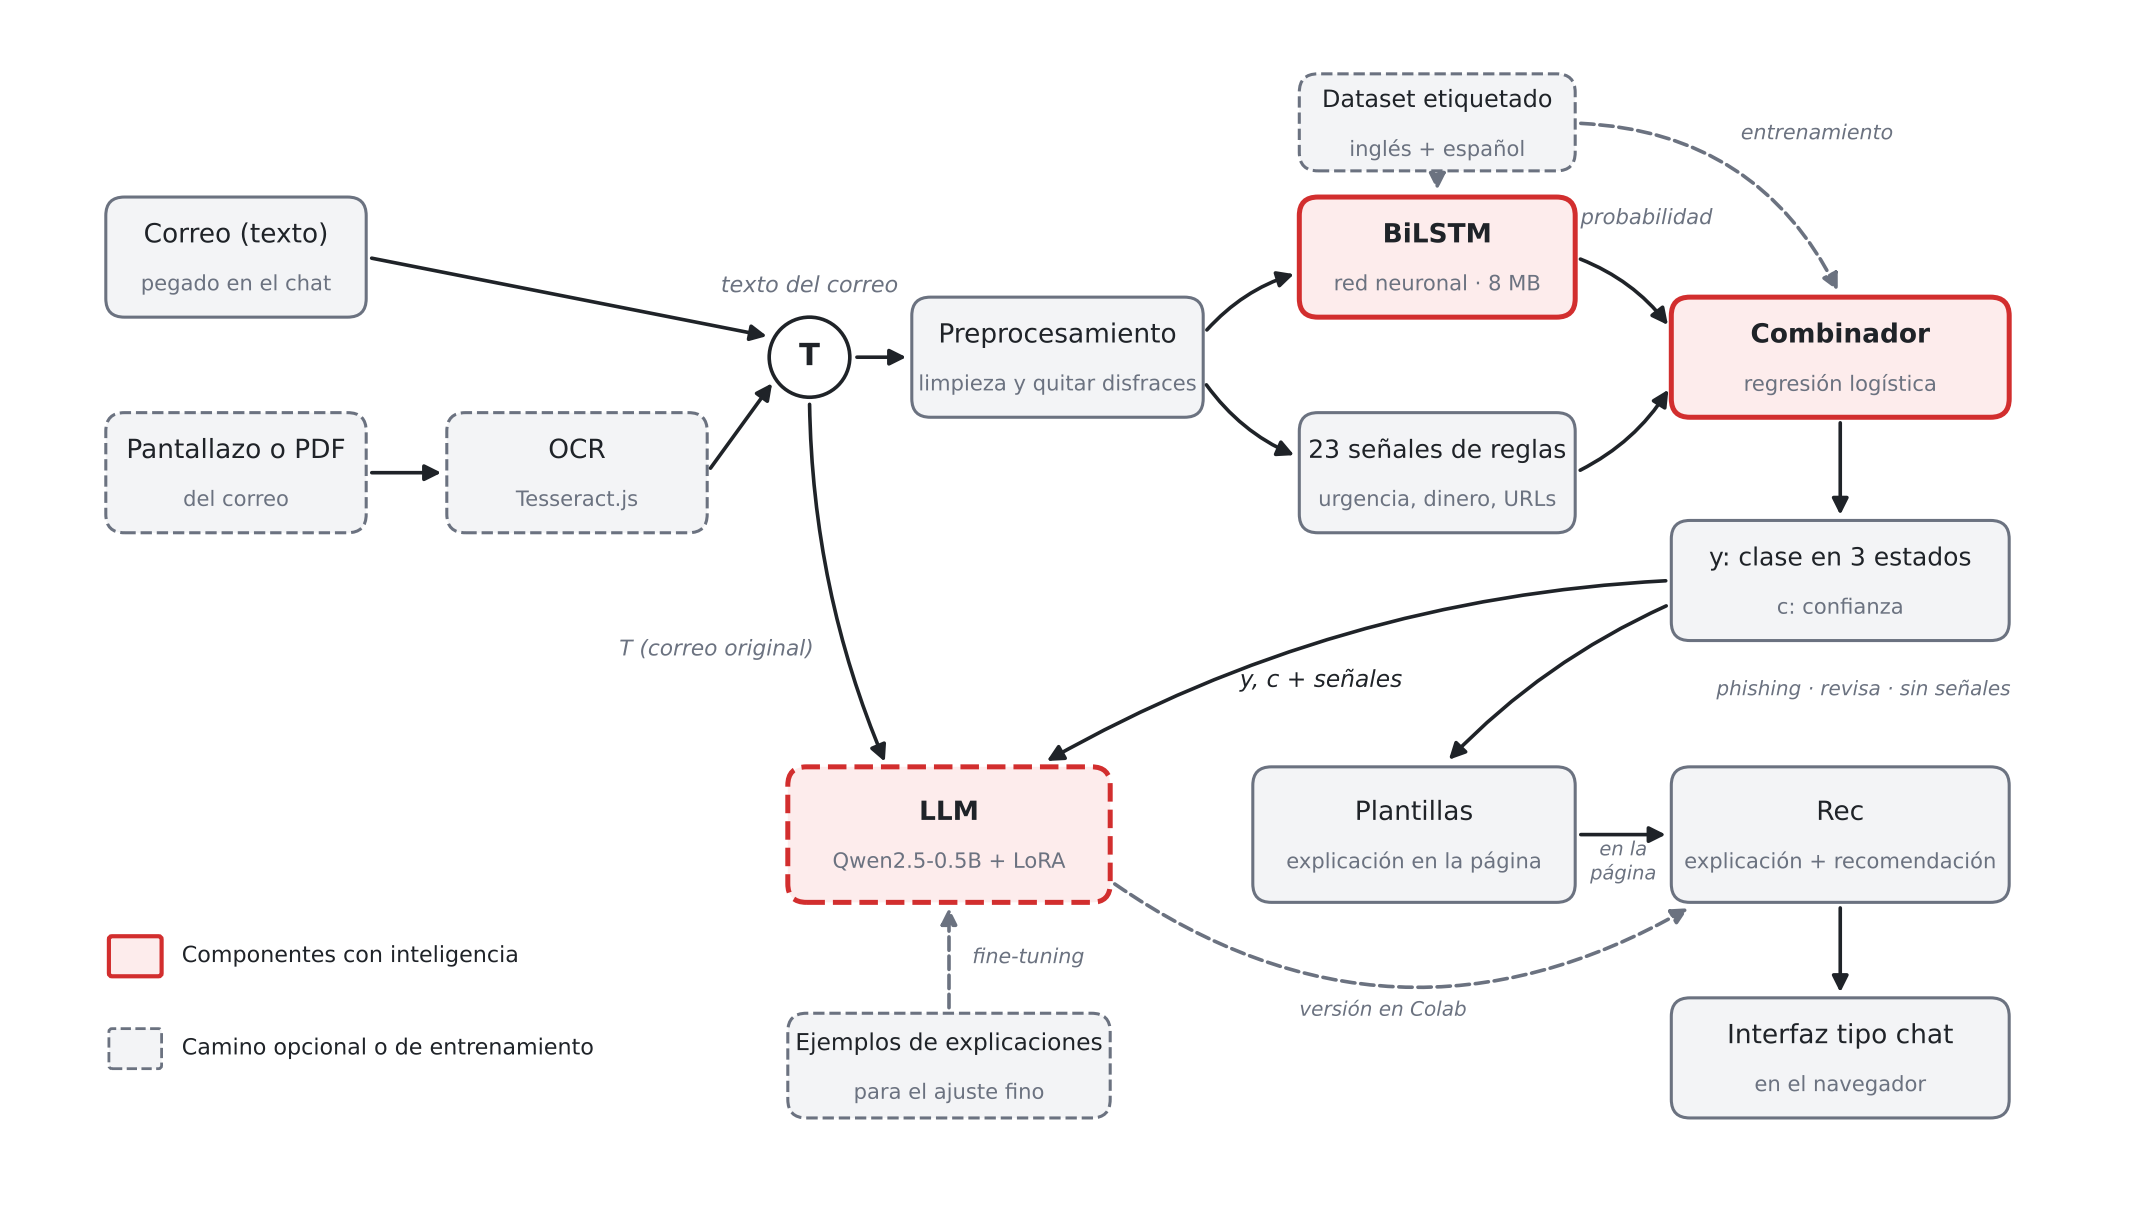 Dataset etiquetado
inglés + español
entrenamiento
Correo (texto)
pegado en el chat
BiLSTM
red neuronal · 8 MB
probabilidad
texto del correo
T
Preprocesamiento
limpieza y quitar disfraces
Combinador
regresión logística
Pantallazo o PDF
del correo
OCR
Tesseract.js
23 señales de reglas
urgencia, dinero, URLs
y: clase en 3 estados
c: confianza
T (correo original)
y, c + señales
phishing · revisa · sin señales
LLM
Qwen2.5-0.5B + LoRA
Plantillas
explicación en la página
en la
página
Rec
explicación + recomendación
Componentes con inteligencia
fine-tuning
versión en Colab
Camino opcional o de entrenamiento
Ejemplos de explicaciones
para el ajuste fino
Interfaz tipo chat
en el navegador